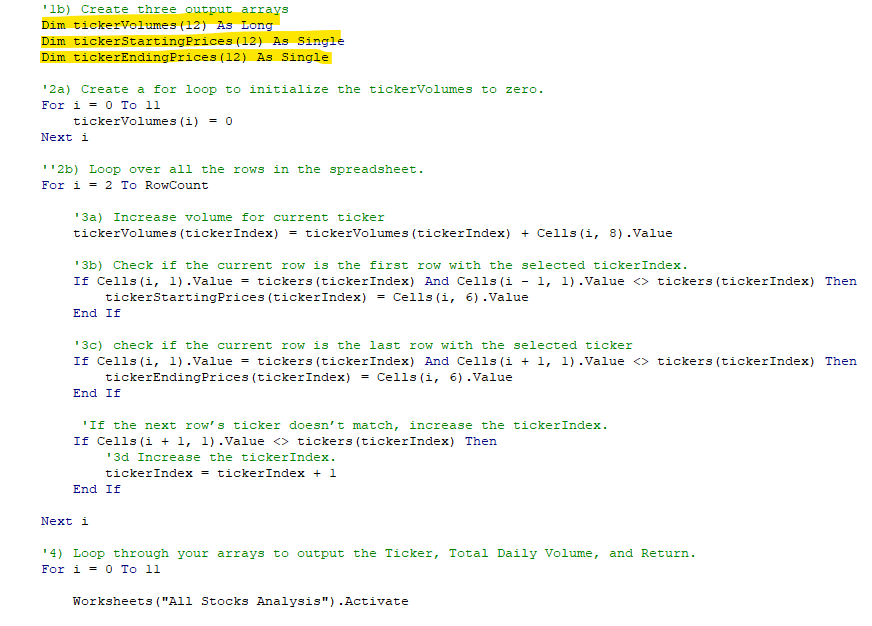 '1b) Create three output arrays
Dim tickerVolumes(12) As Long
Dim tickerStartingPrices(12) As Single
Dim tickerEndingPrices(12) As Single
'2a) Create a for loop to initialize the tickerVolumes to zero.
For i = 0 To 11
tickerVolumes(i) = 0
Next i
''2b) Loop over all the rows in the spreadsheet.
For i = 2 To RowCount
'3a) Increase volume for current ticker
tickerVolumes(tickerIndex) = tickerVolumes(tickerIndex) + Cells(i, 8).Value
'3b) Check if the current row is the first row with the selected tickerIndex.
If Cells(i, 1).Value = tickers(tickerIndex) And Cells(i - 1, 1).Value <> tickers(tickerIndex) Then
tickerStartingPrices(tickerIndex) = Cells(i, 6).Value
End If
'3c) check if the current row is the last row with the selected ticker
If Cells(i, 1).Value = tickers(tickerIndex) And Cells(i + 1, 1).Value <> tickers(tickerIndex) Then
tickerEndingPrices(tickerIndex) = Cells(i, 6).Value
End If
'If the next row’s ticker doesn’t match, increase the tickerIndex.
If Cells(i + 1, 1).Value <> tickers(tickerIndex) Then
'3d Increase the tickerIndex.
tickerIndex = tickerIndex + 1
End If
Next i
'4) Loop through your arrays to output the Ticker, Total Daily Volume, and Return.
For i = 0 To 11
Worksheets("All Stocks Analysis").Activate